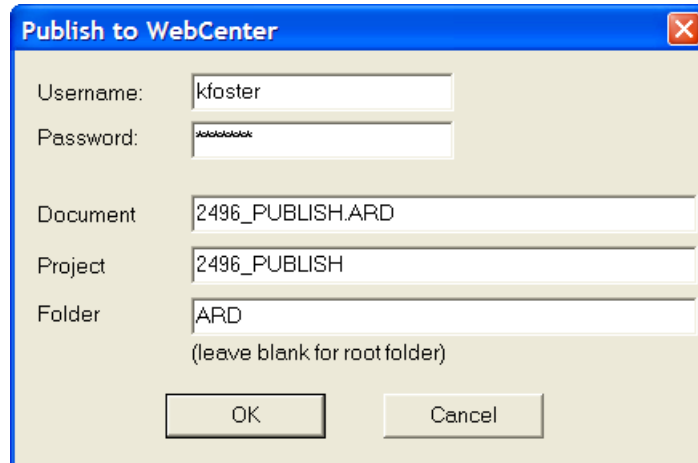 Publish to WebCenter
Username: kfoster
Password: ********
Document 2496_PUBLISH.ARD
Project 2496_PUBLISH
Folder ARD
(leave blank for root folder)
OK Cancel